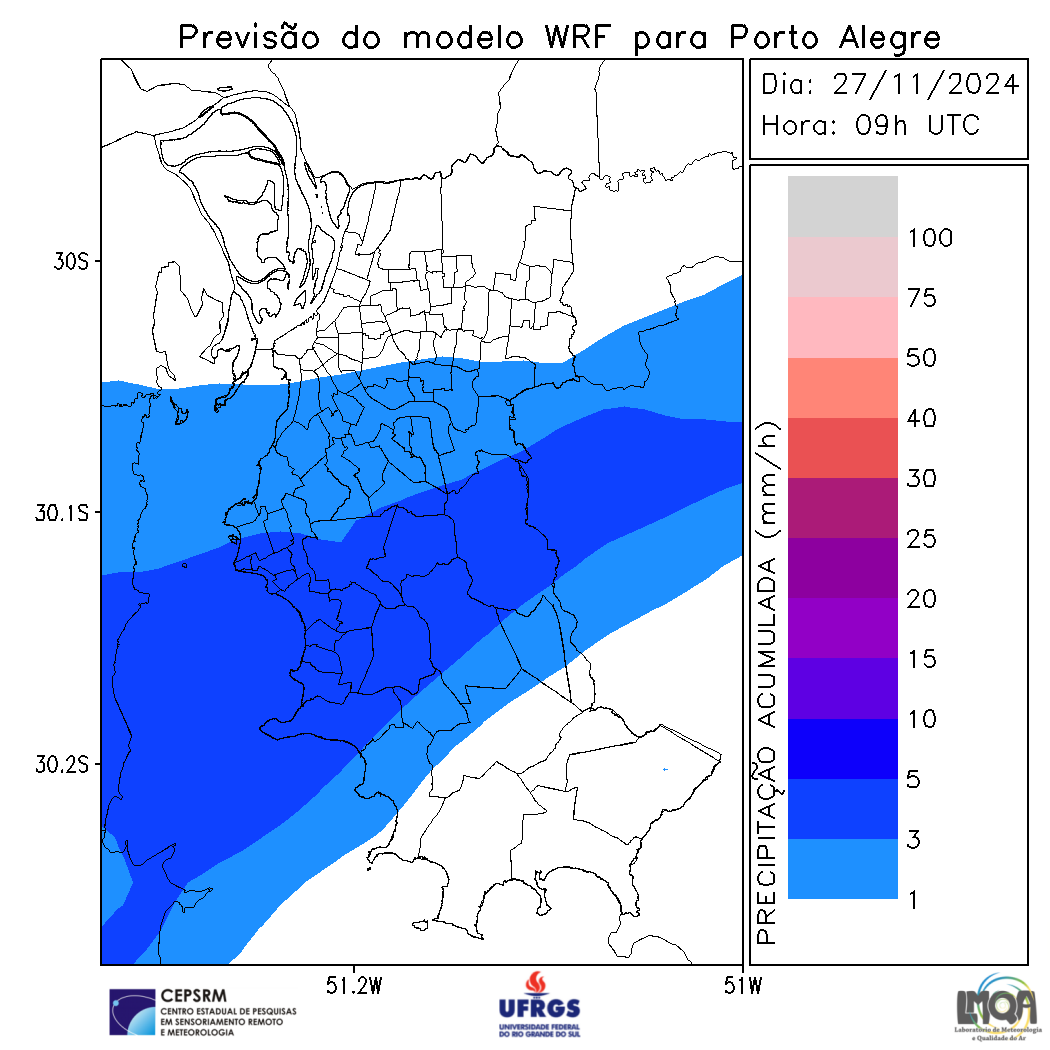 Previsão do modelo WRF para Porto Alegre
Dia: 27/11/2024
Hora: 09h UTC
30S
30.1S
30.2S
51.2W
51W
PRECIPITAÇÃO ACUMULADA (mm/h)
100
75
50
40
30
25
20
15
10
5
3
1
CEPSRM
CENTRO ESTADUAL DE PESQUISAS
EM SENSORIAMENTO REMOTO
E METEOROLOGIA
UFRGS
UNIVERSIDADE FEDERAL
DO RIO GRANDE DO SUL
LMQA
Laboratório de Meteorologia
e Qualidade do Ar